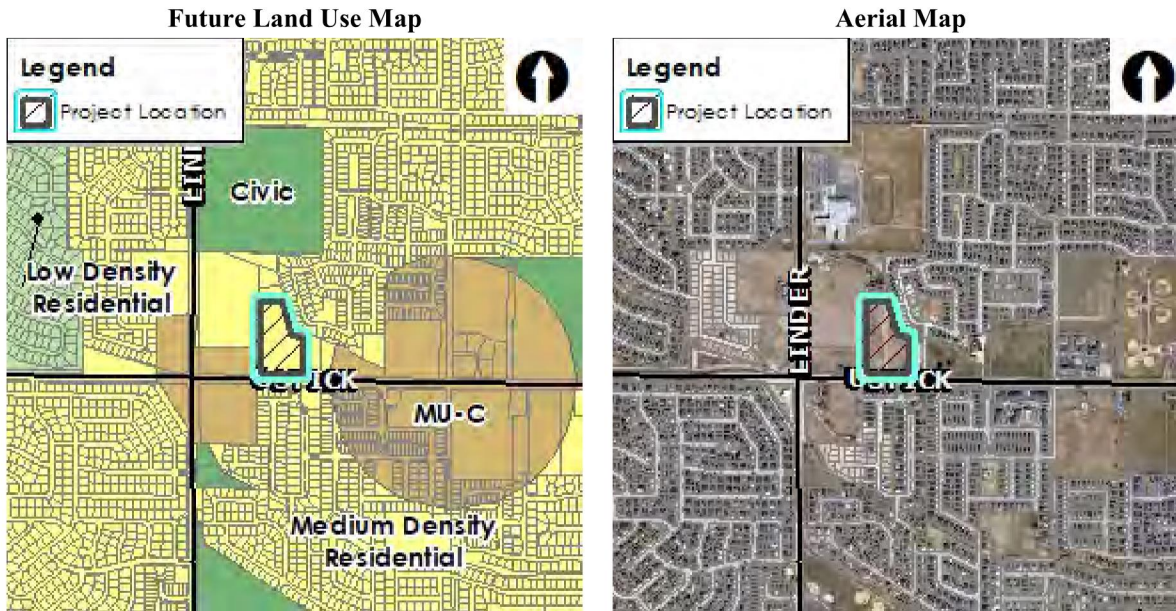 Future Land Use Map
Legend
Project Location
Civic
Low Density
Residential
MU-C
Medium Density
Residential
Aerial Map
Legend
Project Location
LINDER